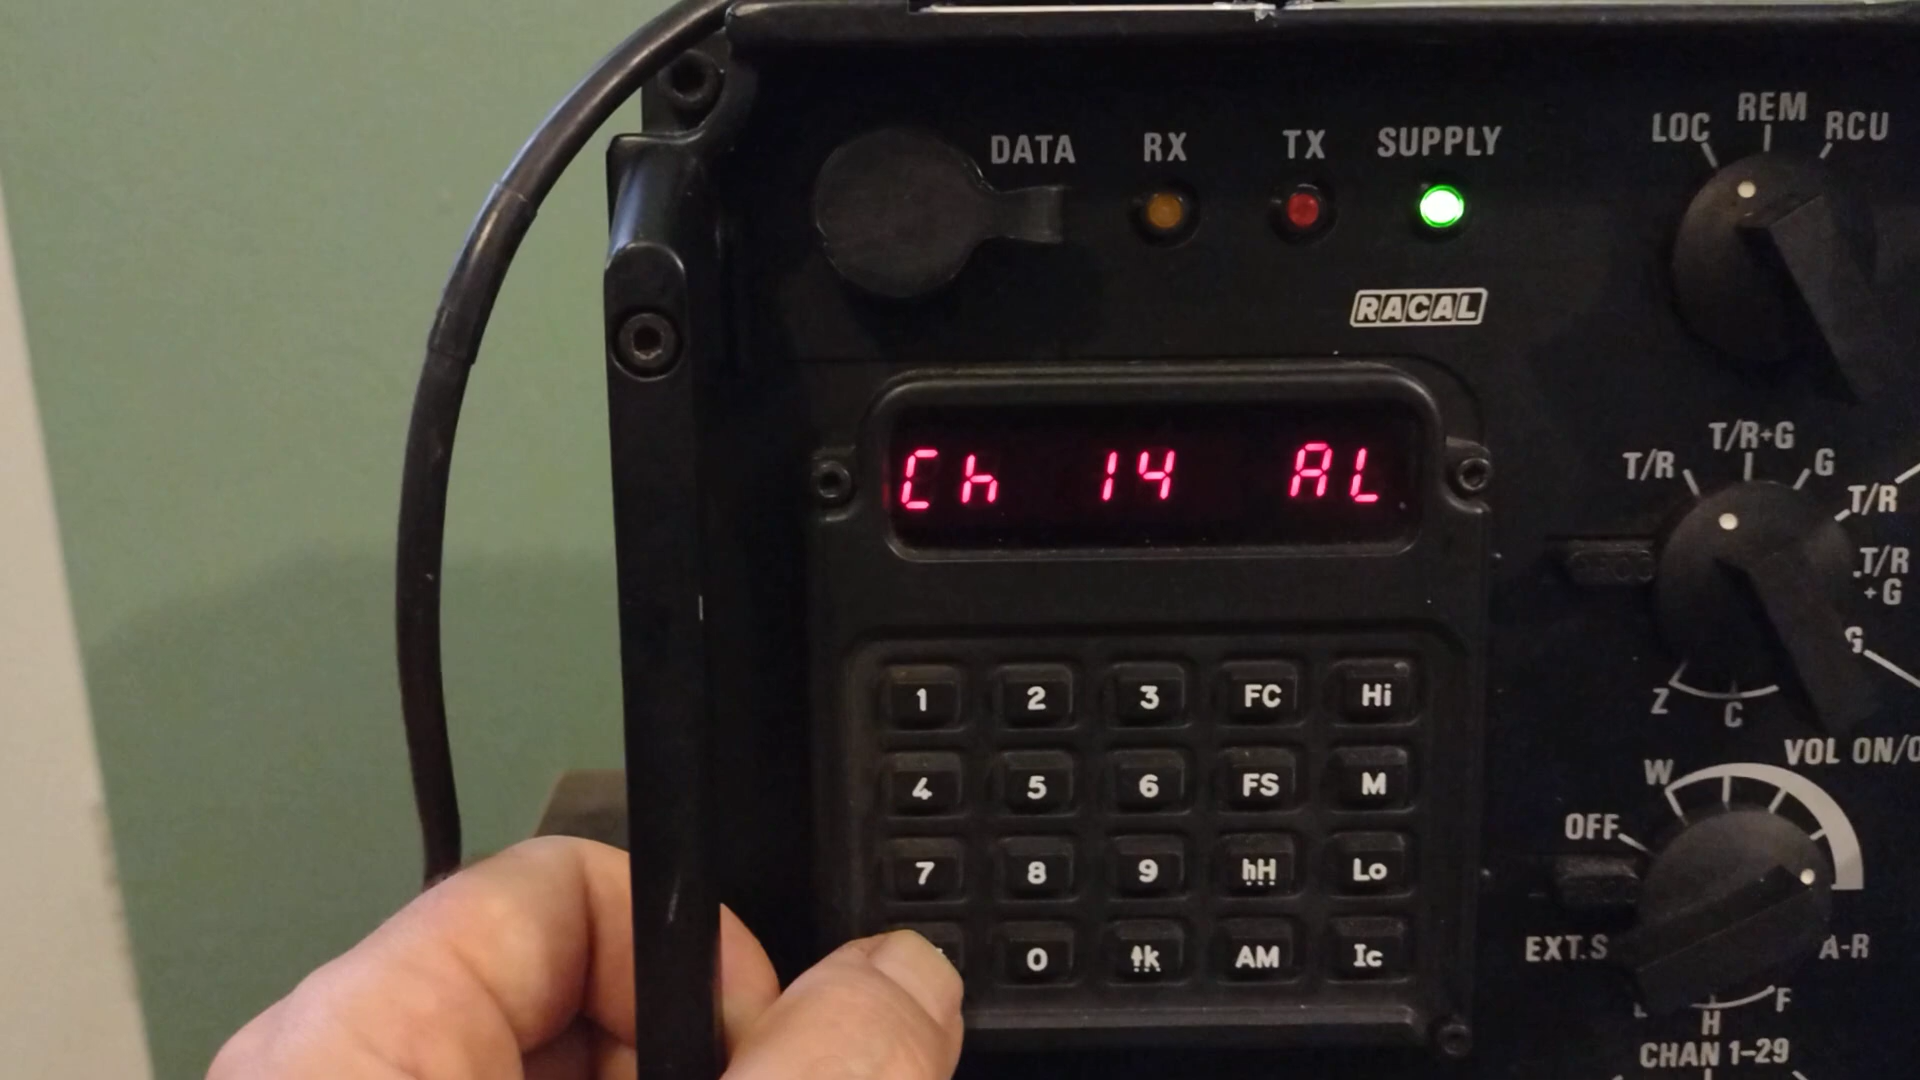 DATA RX TX SUPPLY
LOC REM RCU
RACAL
Ch 14 AL
T/R T/R+G G
T/R
T/R
+G
G
Z C
1 2 3 FC Hi
4 5 6 FS M
7 8 9 hH Lo
0 k AM Ic
VOL ON/O
W
OFF
EXT.S A-R
H F
CHAN 1-29